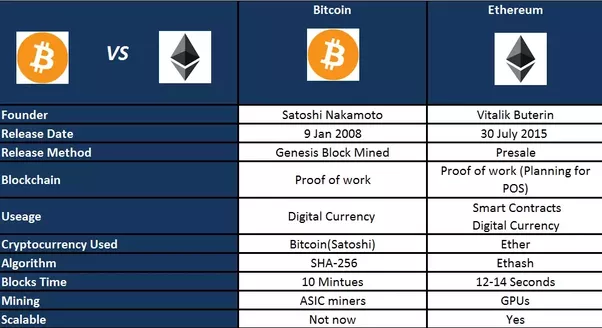 Bitcoin Ethereum
VS
Founder Satoshi Nakamoto Vitalik Buterin
Release Date 9 Jan 2008 30 July 2015
Release Method Genesis Block Mined Presale
Blockchain Proof of work Proof of work (Planning for
POS)
Useage Digital Currency Smart Contracts
Digital Currency
Cryptocurrency Used Bitcoin(Satoshi) Ether
Algorithm SHA-256 Ethash
Blocks Time 10 Mintues 12-14 Seconds
Mining ASIC miners GPUs
Scalable Not now Yes